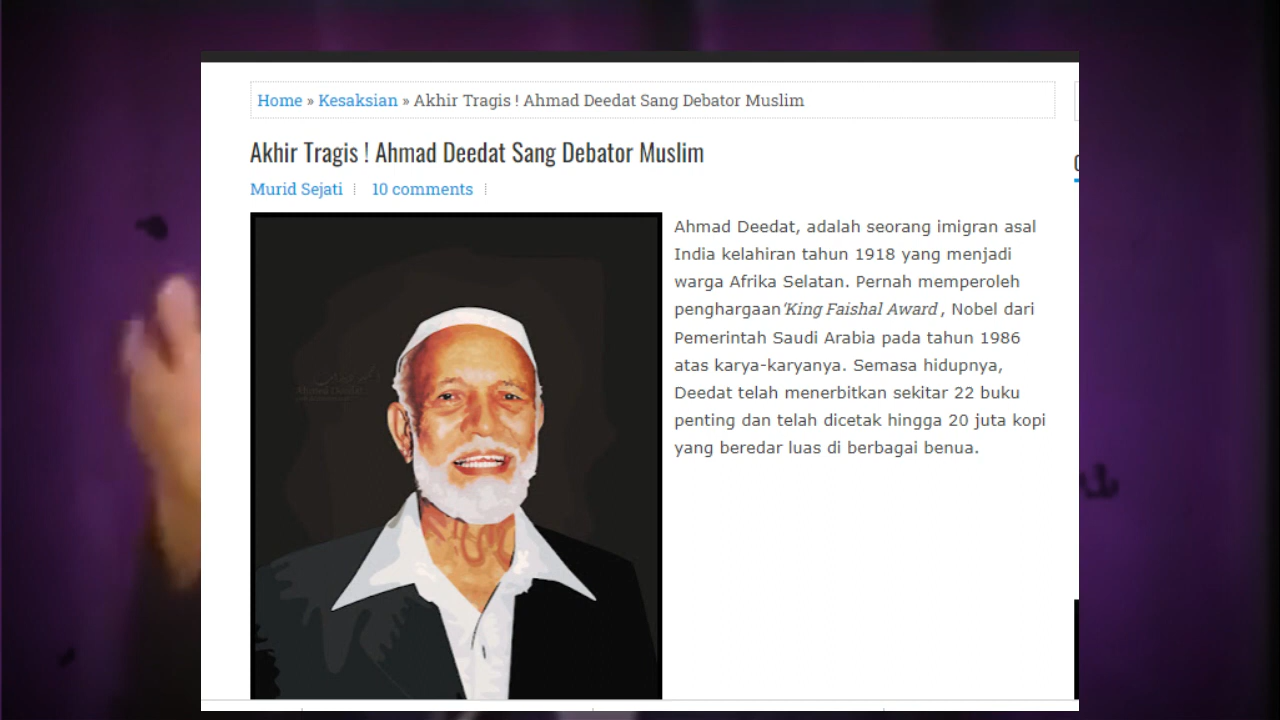 Home » Kesaksian » Akhir Tragis ! Ahmad Deedat Sang Debator Muslim
Akhir Tragis ! Ahmad Deedat Sang Debator Muslim
Murid Sejati
10 comments
Ahmad Deedat, adalah seorang imigran asal
India kelahiran tahun 1918 yang menjadi
warga Afrika Selatan. Pernah memperoleh
penghargaan‘King Faishal Award , Nobel dari
Pemerintah Saudi Arabia pada tahun 1986
atas karya-karyanya. Semasa hidupnya,
Deedat telah menerbitkan sekitar 22 buku
penting dan telah dicetak hingga 20 juta kopi
yang beredar luas di berbagai benua.